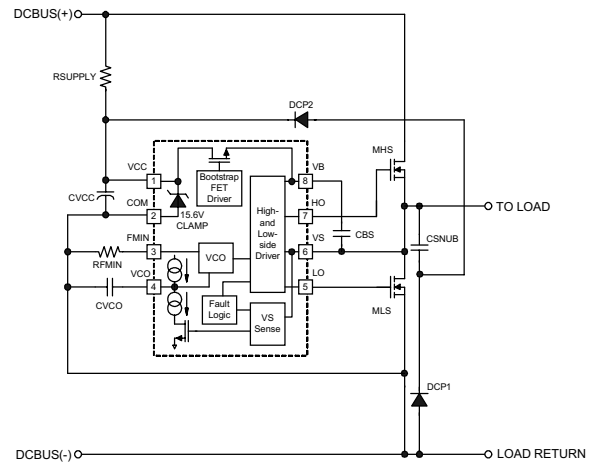 DCBUS(+)
RSUPPLY
DCP2
MHS
VCC
1
Bootstrap
FET
Driver
VB
8
CVCC
COM
2
15.6V
CLAMP
High-
and
Low-
side
Driver
HO
7
TO LOAD
FMIN
3
VCO
VS
6
CBS
CSNUB
RFMIN
VCO
4
LO
5
CVCO
Fault
Logic
VS
Sense
MLS
DCP1
DCBUS(-)
LOAD RETURN